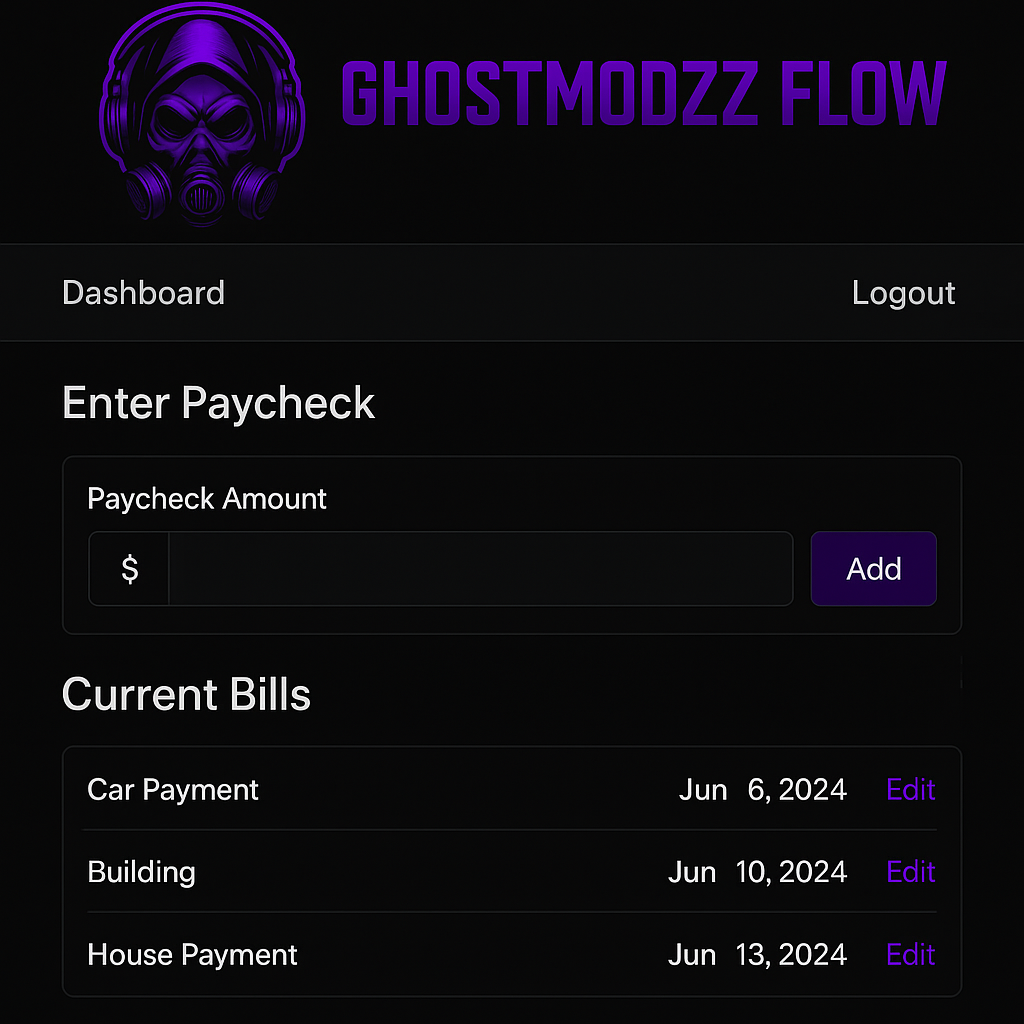 GHOSTMODZZ FLOW
Dashboard Logout
Enter Paycheck
Paycheck Amount
$ Add
Current Bills
Car Payment Jun 6, 2024 Edit
Building Jun 10, 2024 Edit
House Payment Jun 13, 2024 Edit